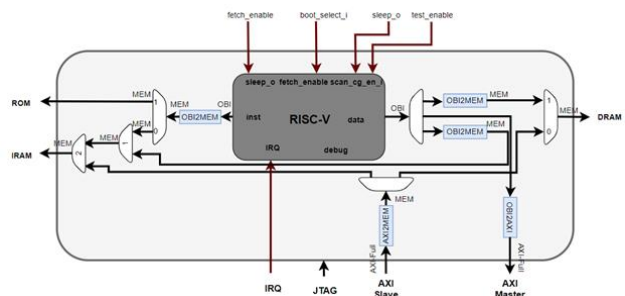 fetch_enable boot_select_i sleep_o test_enable
sleep_o fetch_enable scan_cg_en_i
ROM MEM 1 MEM OBI2MEM OBI inst RISC-V data OBI OBI2MEM MEM 1 MEM DRAM
MEM 0 OBI2MEM MEM 0
IRAM MEM 2 MEM 1 IRQ debug
MEM
AXI2MEM OBI2AXI
AXI-Full AXI-Full
IRQ JTAG AXI Slave AXI Master